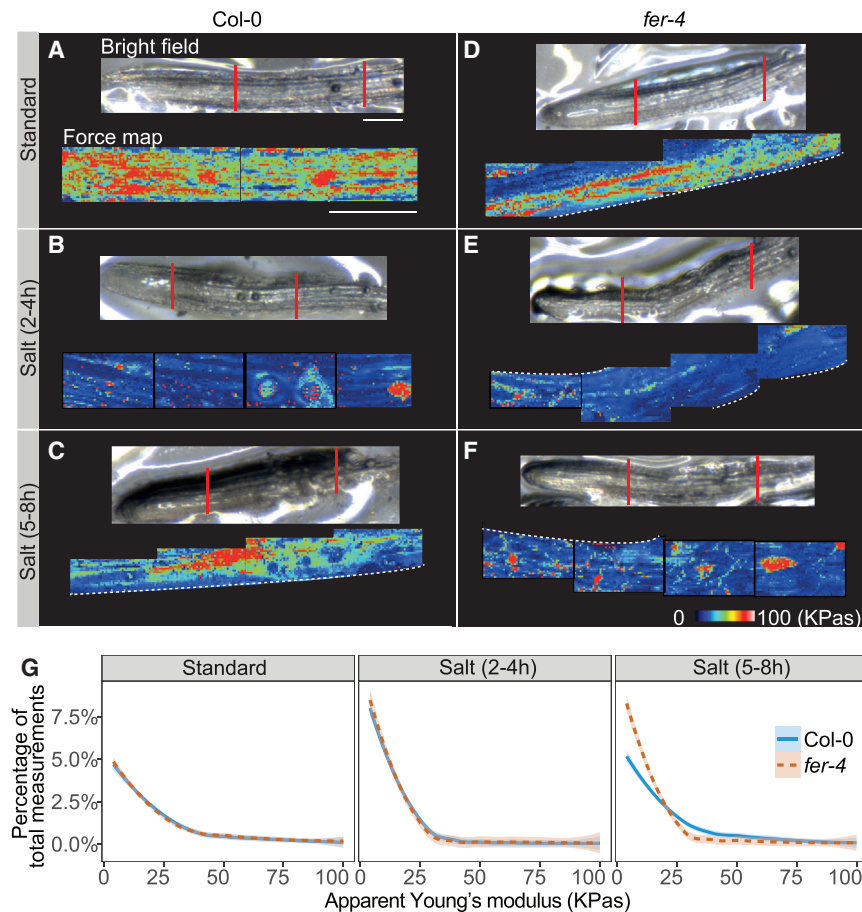 Col-0
fer-4
Standard
A
Bright field
Force map
D
Salt (2-4h)
B
E
Salt (5-8h)
C
F
0 100 (KPas)
G
Standard
Salt (2-4h)
Salt (5-8h)
Percentage of
total measurements
7.5%
5.0%
2.5%
0.0%
Col-0
fer-4
0 25 50 75 100
0 25 50 75 100
0 25 50 75 100
Apparent Young's modulus (KPas)